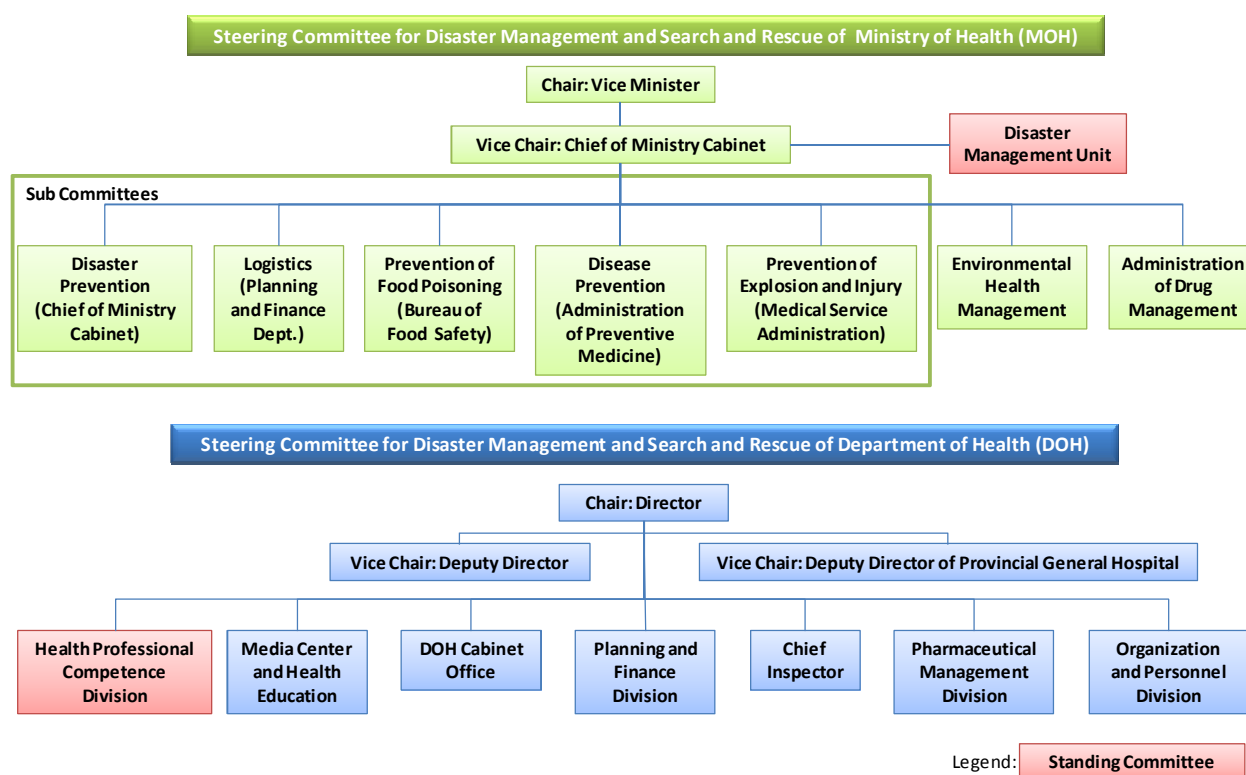 Steering Committee for Disaster Management and Search and Rescue of Ministry of Health (MOH)
Chair: Vice Minister
Vice Chair: Chief of Ministry Cabinet
Disaster
Management Unit
Sub Committees
Disaster
Prevention
(Chief of Ministry
Cabinet)
Logistics
(Planning
and Finance
Dept.)
Prevention of
Food Poisoning
(Bureau of
Food Safety)
Disease
Prevention
(Administration
of Preventive
Medicine)
Prevention of
Explosion and Injury
(Medical Service
Administration)
Environmental
Health
Management
Administration
of Drug
Management
Steering Committee for Disaster Management and Search and Rescue of Department of Health (DOH)
Chair: Director
Vice Chair: Deputy Director
Vice Chair: Deputy Director of Provincial General Hospital
Health Professional
Competence
Division
Media Center
and Health
Education
DOH Cabinet
Office
Planning and
Finance
Division
Chief
Inspector
Pharmaceutical
Management
Division
Organization
and Personnel
Division
Legend:
Standing Committee